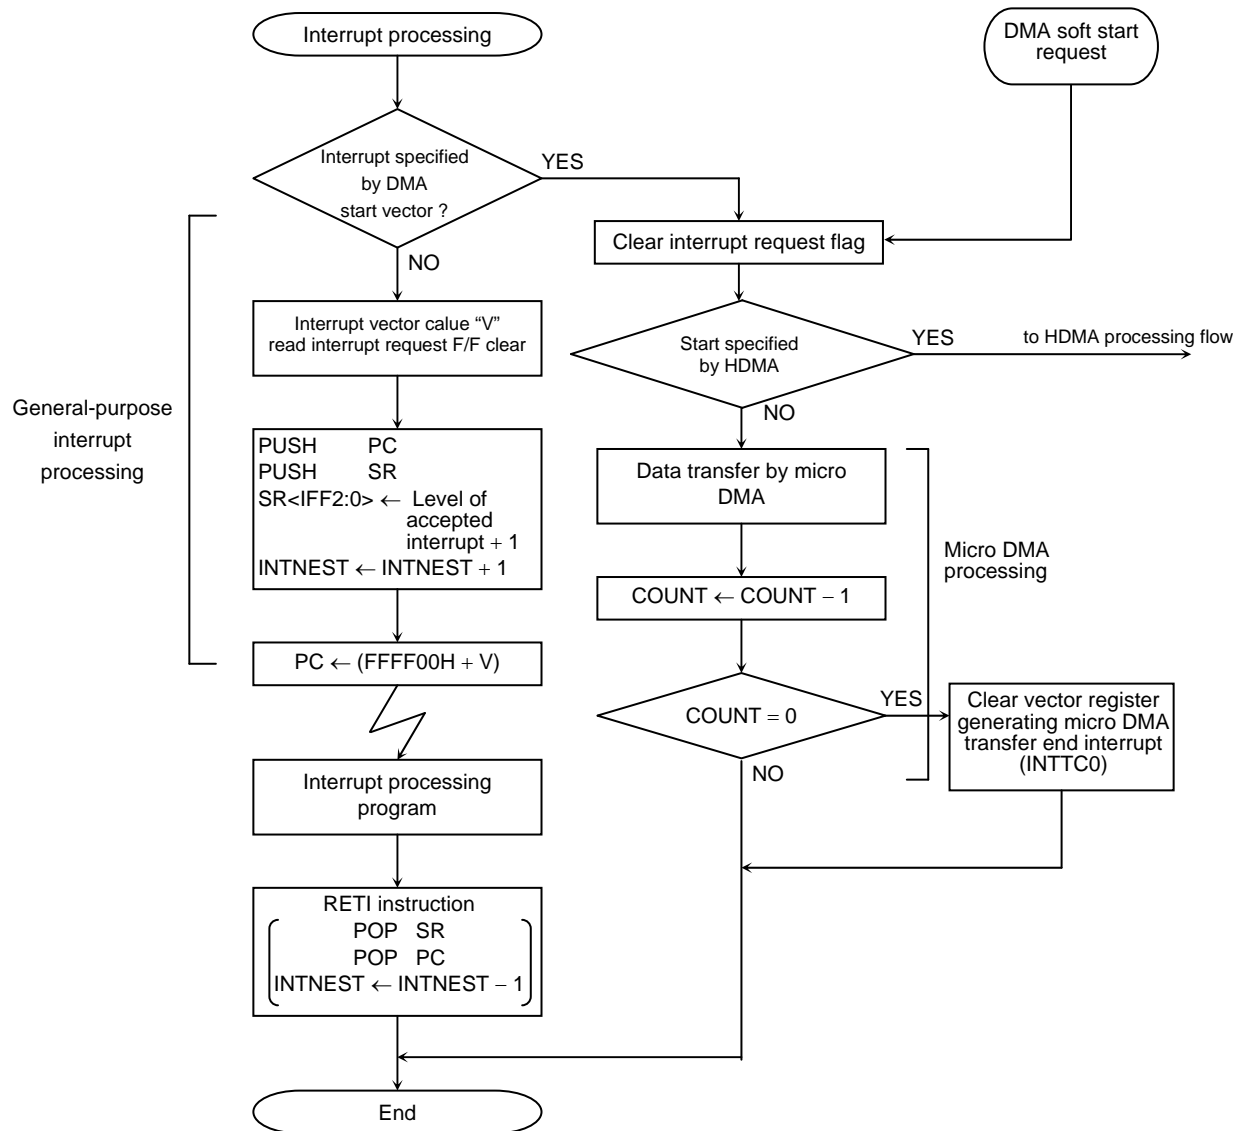 Interrupt processing
DMA soft start
request
Interrupt specified
by DMA
start vector ?
YES
NO
Clear interrupt request flag
Interrupt vector calue “V”
read interrupt request F/F clear
Start specified
by HDMA
YES
to HDMA processing flow
NO
General-purpose
interrupt
processing
PUSH PC
PUSH SR
SR<IFF2:0> ← Level of
accepted
interrupt + 1
INTNEST ← INTNEST + 1
Data transfer by micro
DMA
Micro DMA
processing
COUNT ← COUNT − 1
PC ← (FFFF00H + V)
COUNT = 0
YES
NO
Clear vector register
generating micro DMA
transfer end interrupt
(INTTC0)
Interrupt processing
program
RETI instruction
POP SR
POP PC
INTNEST ← INTNEST − 1
End